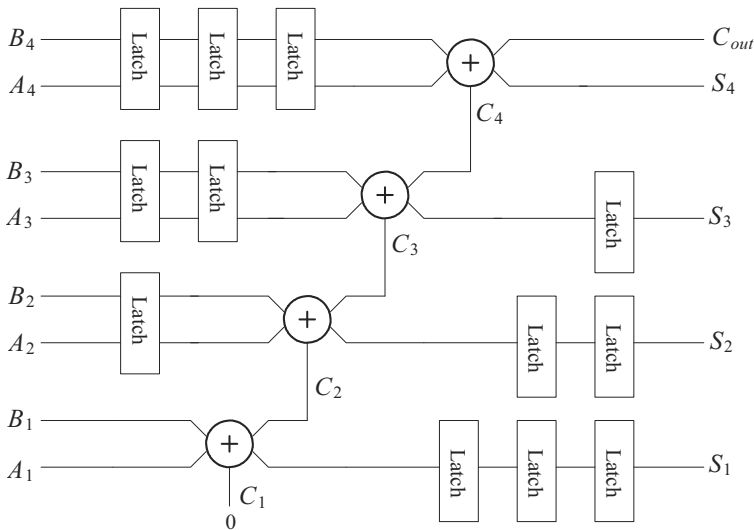 B4 Latch Latch Latch + Cout
A4 S4
C4
B3 Latch Latch +
A3 Latch S3
C3
B2 Latch +
A2 Latch Latch S2
C2
B1 +
A1 Latch Latch Latch S1
C1
0